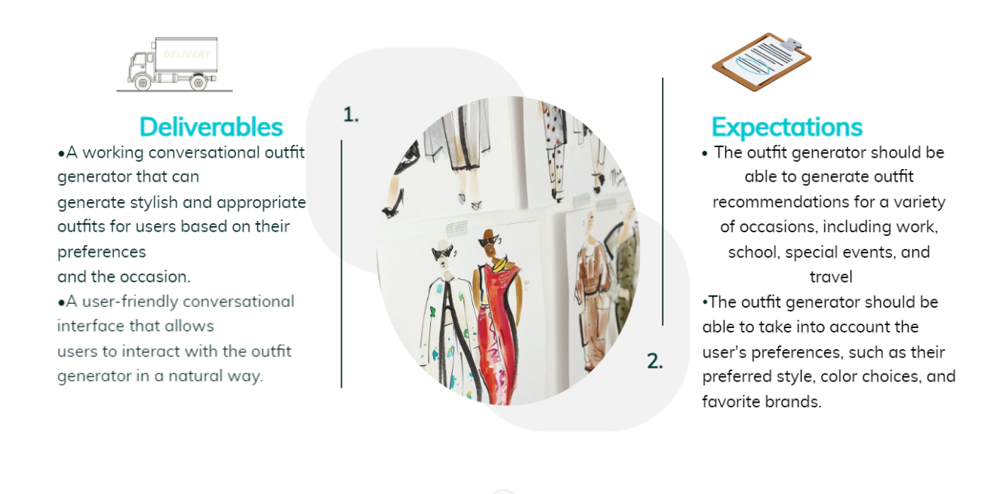 DELIVERY
Deliverables
•A working conversational outfit
generator that can
generate stylish and appropriate
outfits for users based on their
preferences
and the occasion.
•A user-friendly conversational
interface that allows
users to interact with the outfit
generator in a natural way.
1.
2.
Expectations
• The outfit generator should be
able to generate outfit
recommendations for a variety
of occasions, including work,
school, special events, and
travel
•The outfit generator should be
able to take into account the
user's preferences, such as their
preferred style, color choices, and
favorite brands.